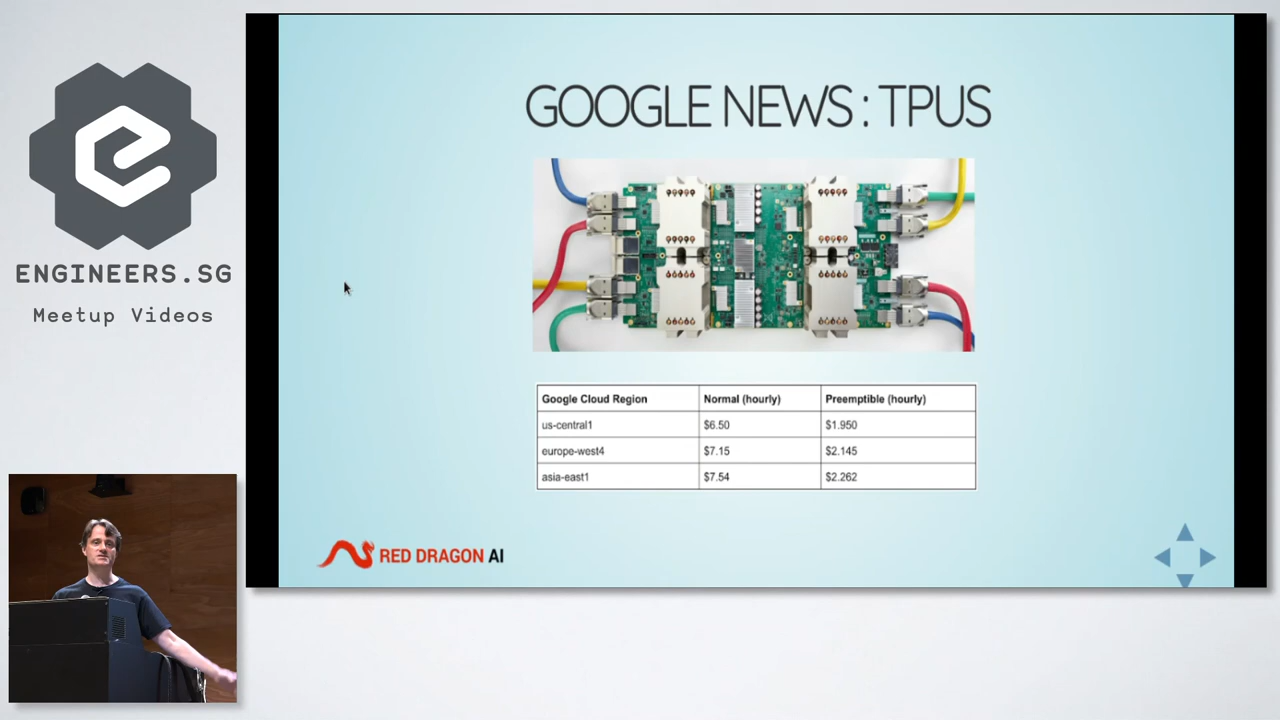 ENGINEERS.SG
Meetup Videos
GOOGLE NEWS : TPUS
Google Cloud Region Normal (hourly) Preemptible (hourly)
us-central1 $6.50 $1.950
europe-west4 $7.15 $2.145
asia-east1 $7.54 $2.262
RED DRAGON AI